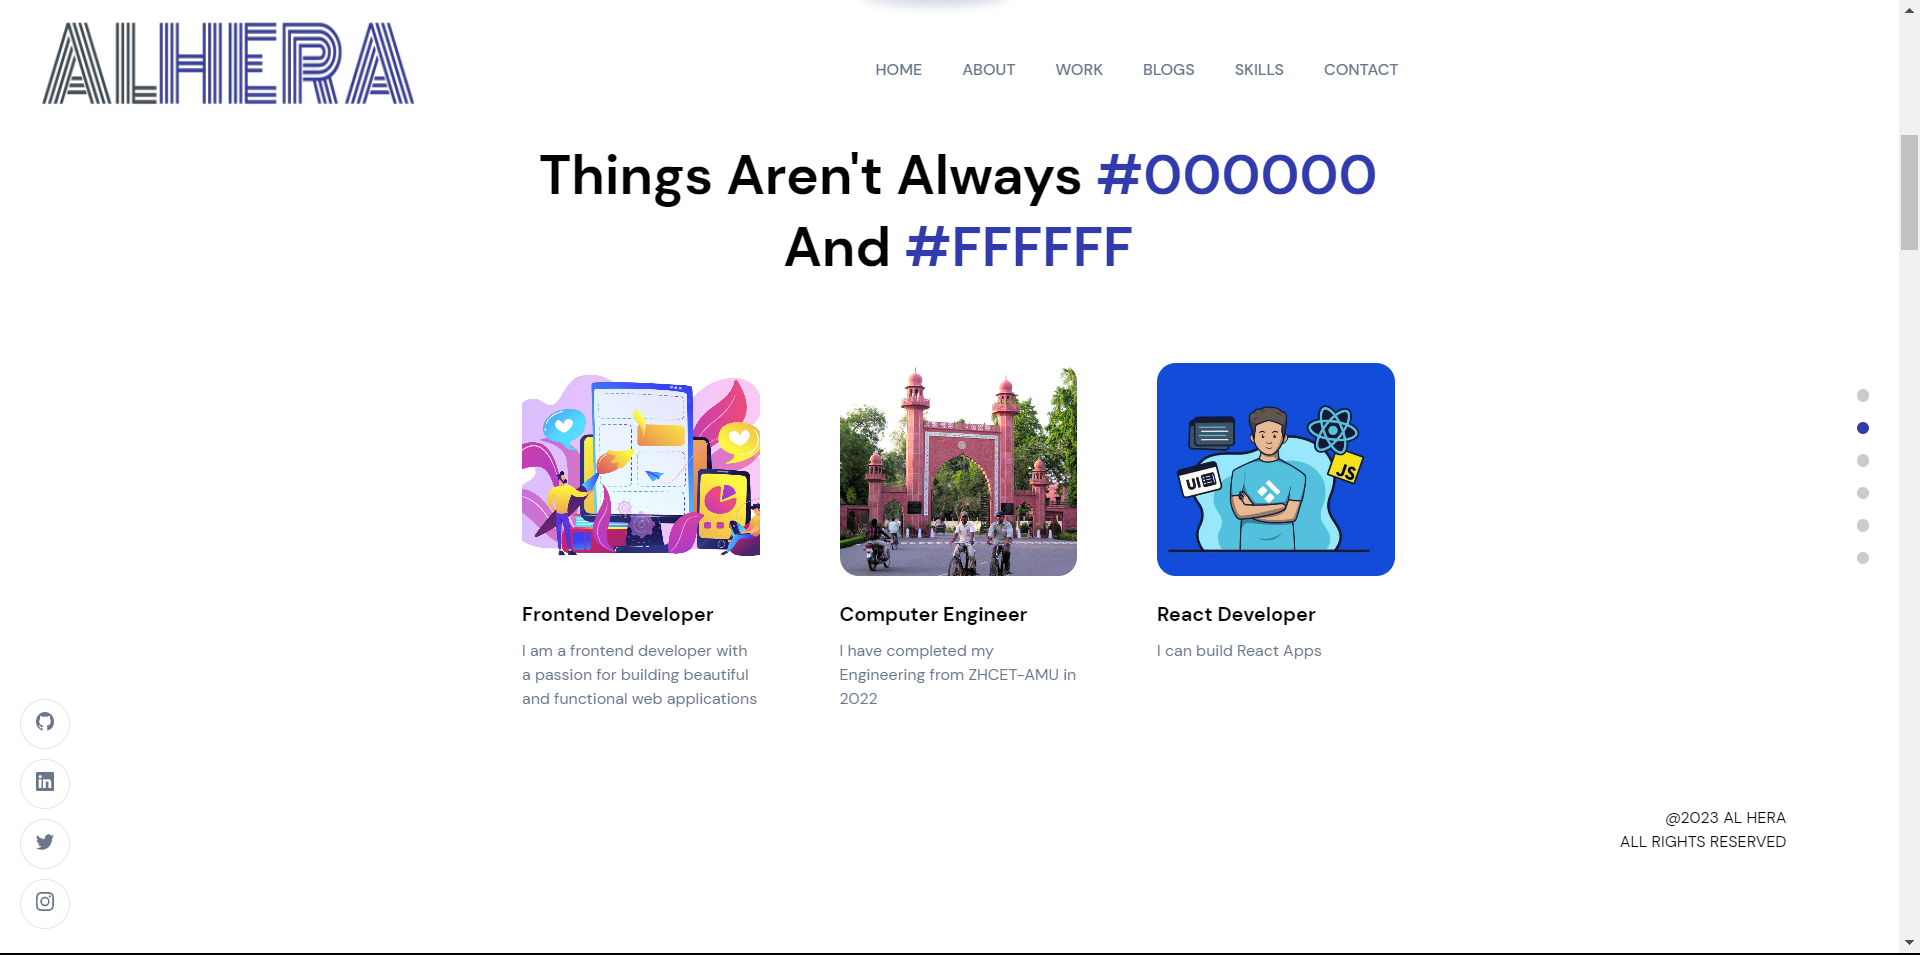 ALHERA
HOME ABOUT WORK BLOGS SKILLS CONTACT
Things Aren't Always #000000
And #FFFFFF
UI
JS
Frontend Developer
I am a frontend developer with
a passion for building beautiful
and functional web applications
Computer Engineer
I have completed my
Engineering from ZHCET-AMU in
2022
React Developer
I can build React Apps
in
@2023 AL HERA
ALL RIGHTS RESERVED